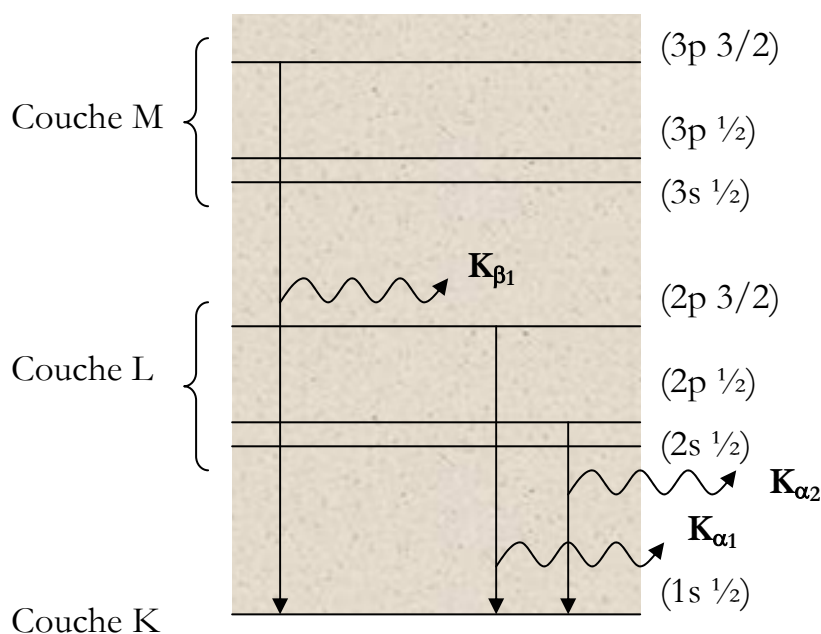 (3p 3/2)
Couche M
(3p ½)
(3s ½)
Kβ1
(2p 3/2)
Couche L
(2p ½)
(2s ½)
Kα2
Kα1
(1s ½)
Couche K